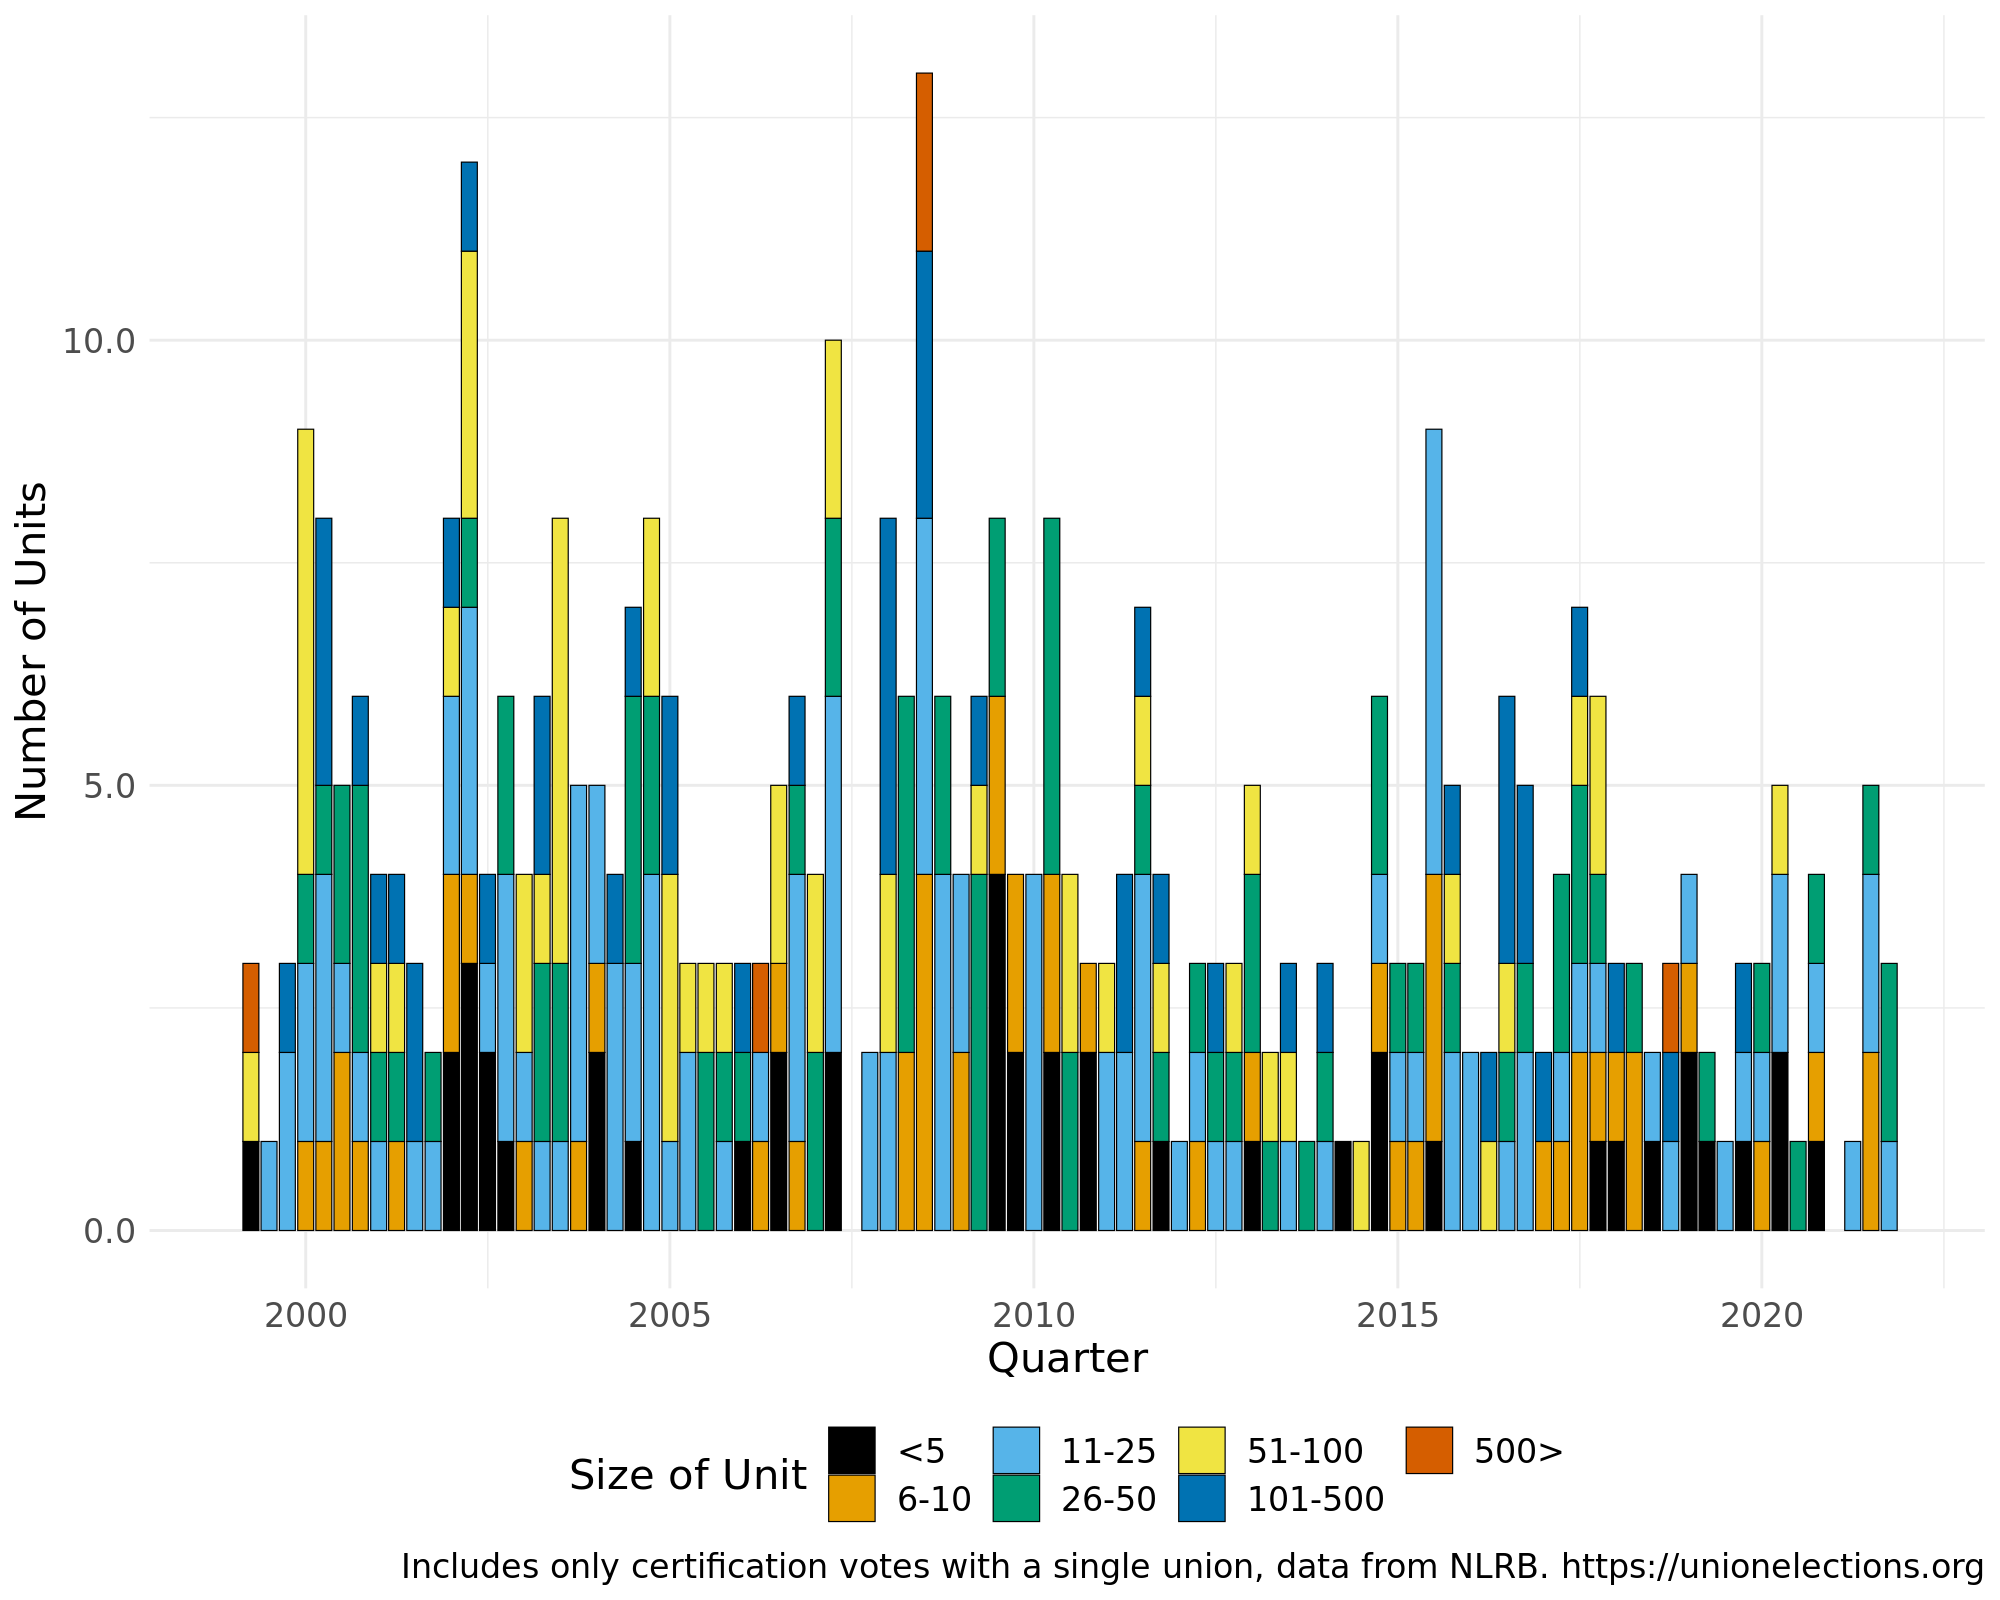 10.0
5.0
0.0
Number of Units
2000 2005 2010 2015 2020
Quarter
Size of Unit
<5 11-25 51-100 500>
6-10 26-50 101-500
Includes only certification votes with a single union, data from NLRB. https://unionelections.org